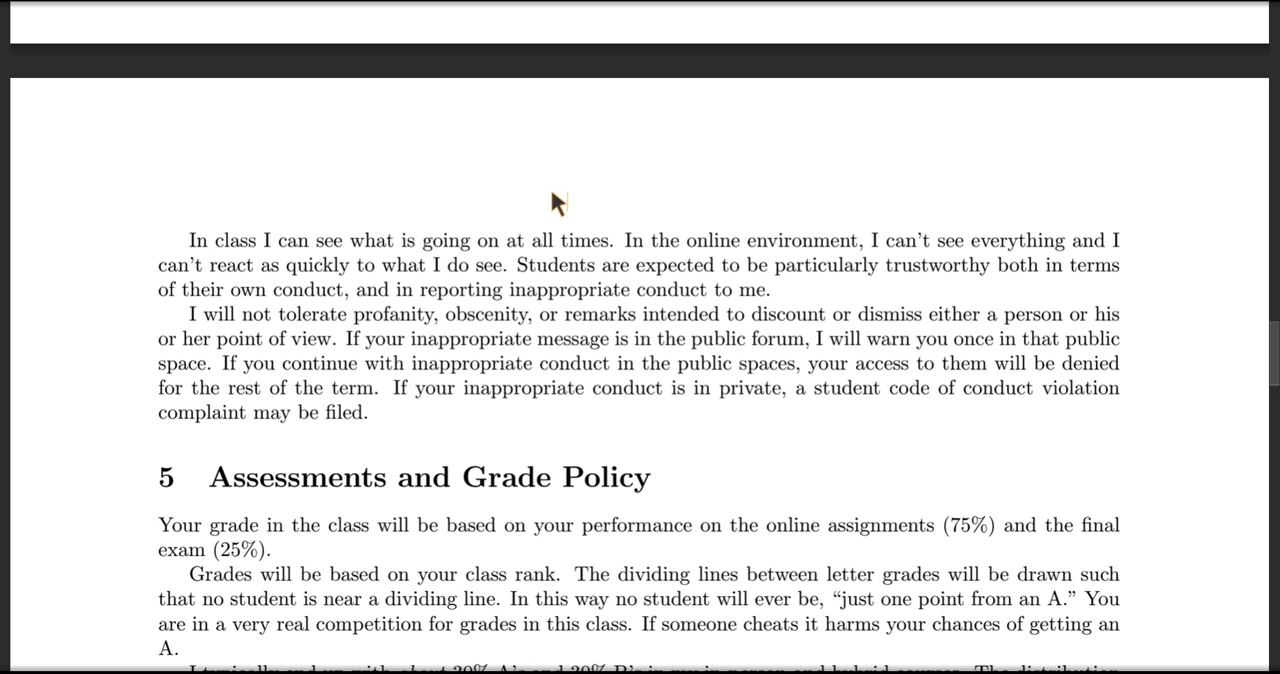 In class I can see what is going on at all times. In the online environment, I can't see everything and I
can't react as quickly to what I do see. Students are expected to be particularly trustworthy both in terms
of their own conduct, and in reporting inappropriate conduct to me.
I will not tolerate profanity, obscenity, or remarks intended to discount or dismiss either a person or his
or her point of view. If your inappropriate message is in the public forum, I will warn you once in that public
space. If you continue with inappropriate conduct in the public spaces, your access to them will be denied
for the rest of the term. If your inappropriate conduct is in private, a student code of conduct violation
complaint may be filed.
5 Assessments and Grade Policy
Your grade in the class will be based on your performance on the online assignments (75%) and the final
exam (25%).
Grades will be based on your class rank. The dividing lines between letter grades will be drawn such
that no student is near a dividing line. In this way no student will ever be, “just one point from an A.” You
are in a very real competition for grades in this class. If someone cheats it harms your chances of getting an
A.